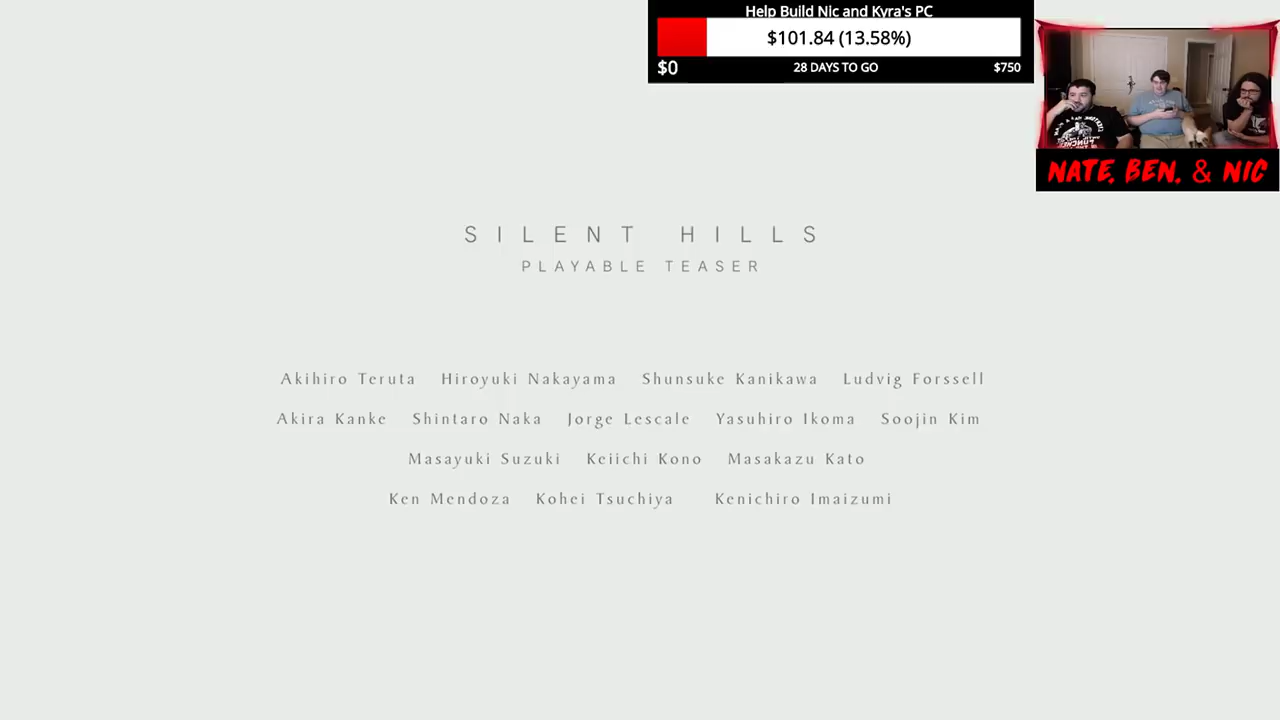 Help Build Nic and Kyra's PC
$101.84 (13.58%)
$0 28 DAYS TO GO $750
NATE, BEN, & NIC
SILENT HILLS
PLAYABLE TEASER
Akihiro Teruta Hiroyuki Nakayama Shunsuke Kanikawa Ludvig Forssell
Akira Kanke Shintaro Naka Jorge Lescale Yasuhiro Ikoma Soojin Kim
Masayuki Suzuki Keiichi Kono Masakazu Kato
Ken Mendoza Kohei Tsuchiya Kenichiro Imaizumi